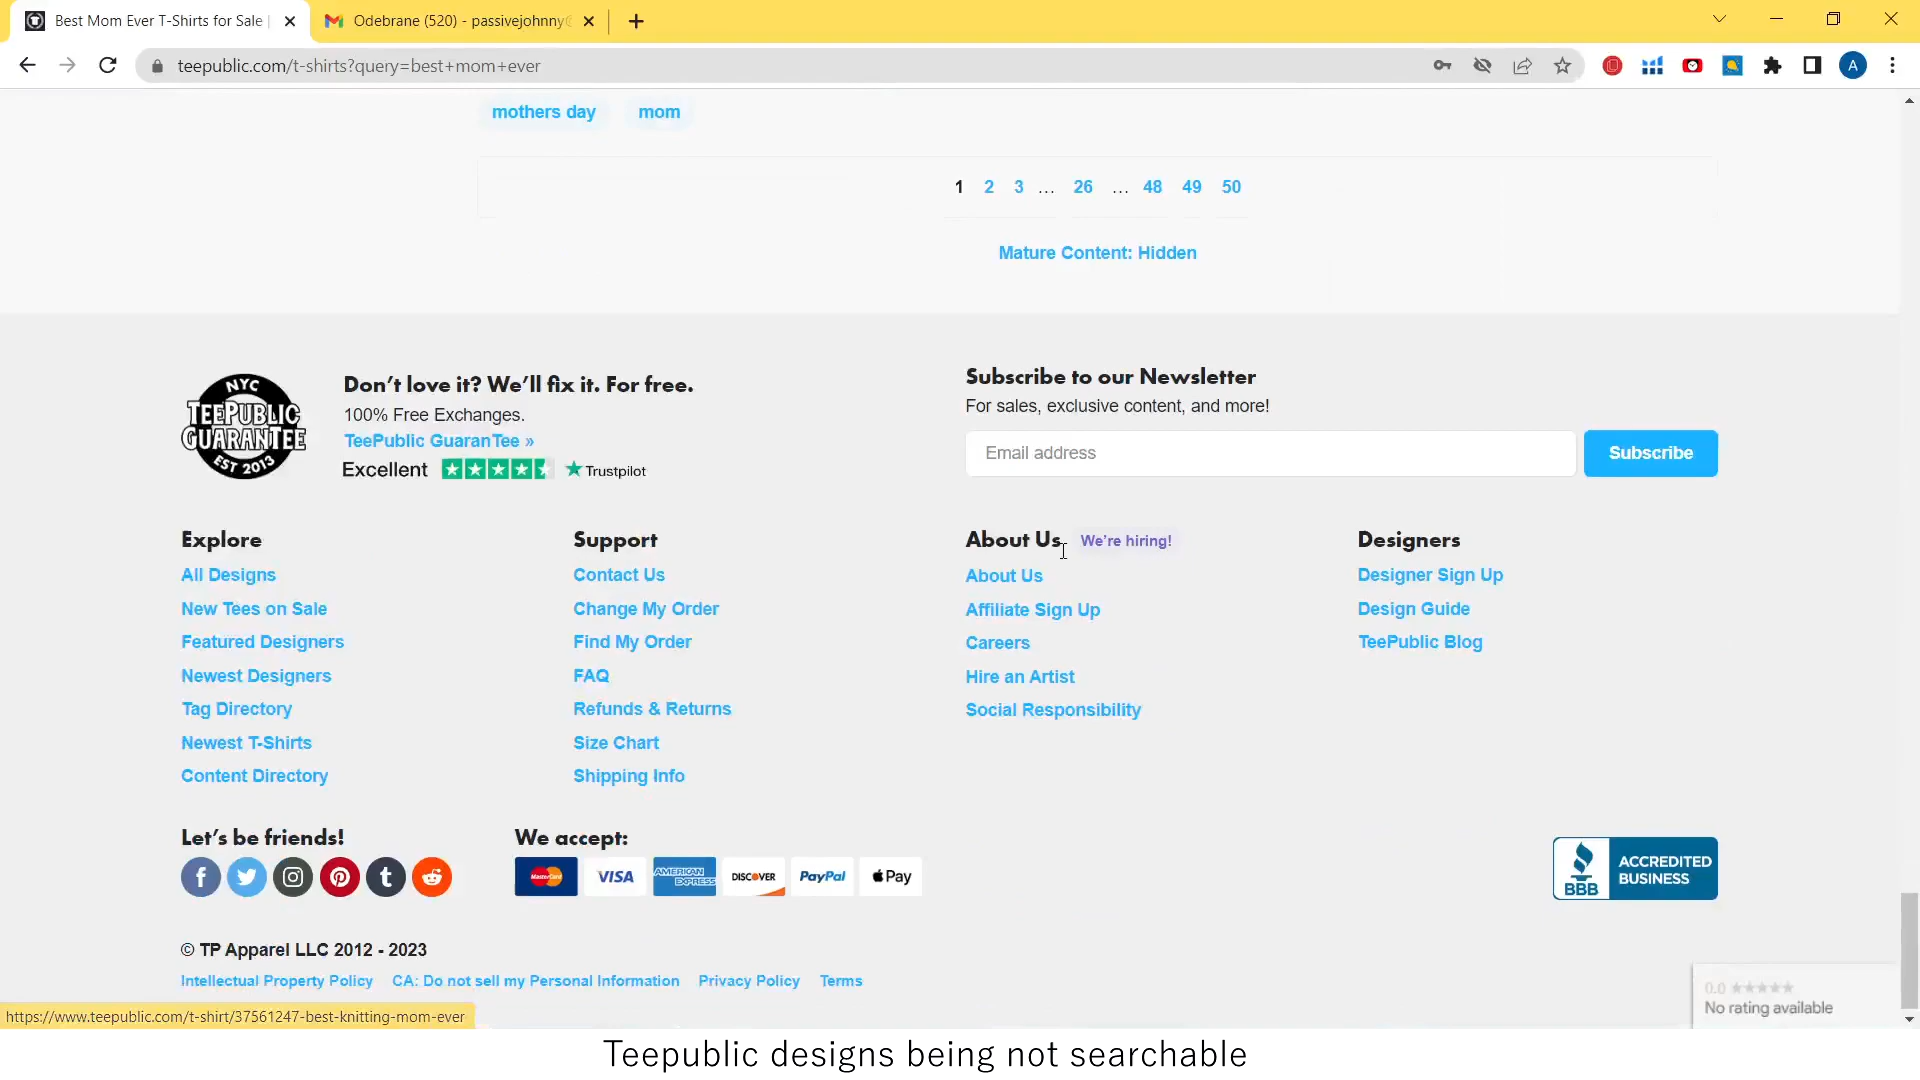 Best Mom Ever T-Shirts for Sale |
Odebrane (520) - passivejohnny
teepublic.com/t-shirts?query=best+mom+ever
A
mothers day mom
1 2 3 ... 26 ... 48 49 50
Mature Content: Hidden
NYC
TEEPUBLIC
GUARANTEE
EST 2013
Don't love it? We'll fix it. For free.
100% Free Exchanges.
TeePublic GuaranTee »
Excellent Trustpilot
Subscribe to our Newsletter
For sales, exclusive content, and more!
Email address Subscribe
Explore
All Designs
New Tees on Sale
Featured Designers
Newest Designers
Tag Directory
Newest T-Shirts
Content Directory
Support
Contact Us
Change My Order
Find My Order
FAQ
Refunds & Returns
Size Chart
Shipping Info
About Us We're hiring!
About Us
Affiliate Sign Up
Careers
Hire an Artist
Social Responsibility
Designers
Designer Sign Up
Design Guide
TeePublic Blog
Let's be friends!
We accept:
MasterCard VISA AMERICAN EXPRESS DISCOVER PayPal Pay
BBB ACCREDITED BUSINESS
© TP Apparel LLC 2012 - 2023
Intellectual Property Policy CA: Do not sell my Personal Information Privacy Policy Terms
0.0
No rating available
https://www.teepublic.com/t-shirt/37561247-best-knitting-mom-ever
Teepublic designs being not searchable